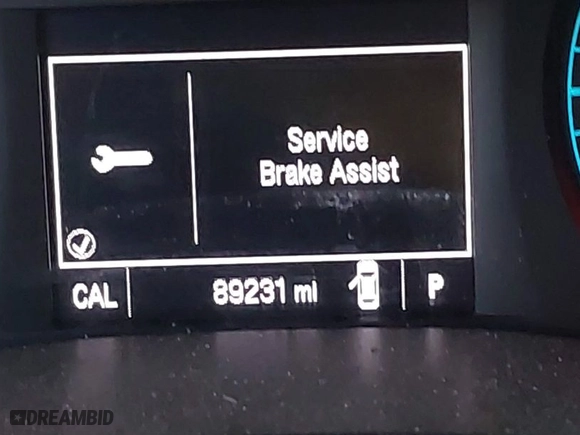 Service
Brake Assist
CAL 89231 mi P
DREAMBID